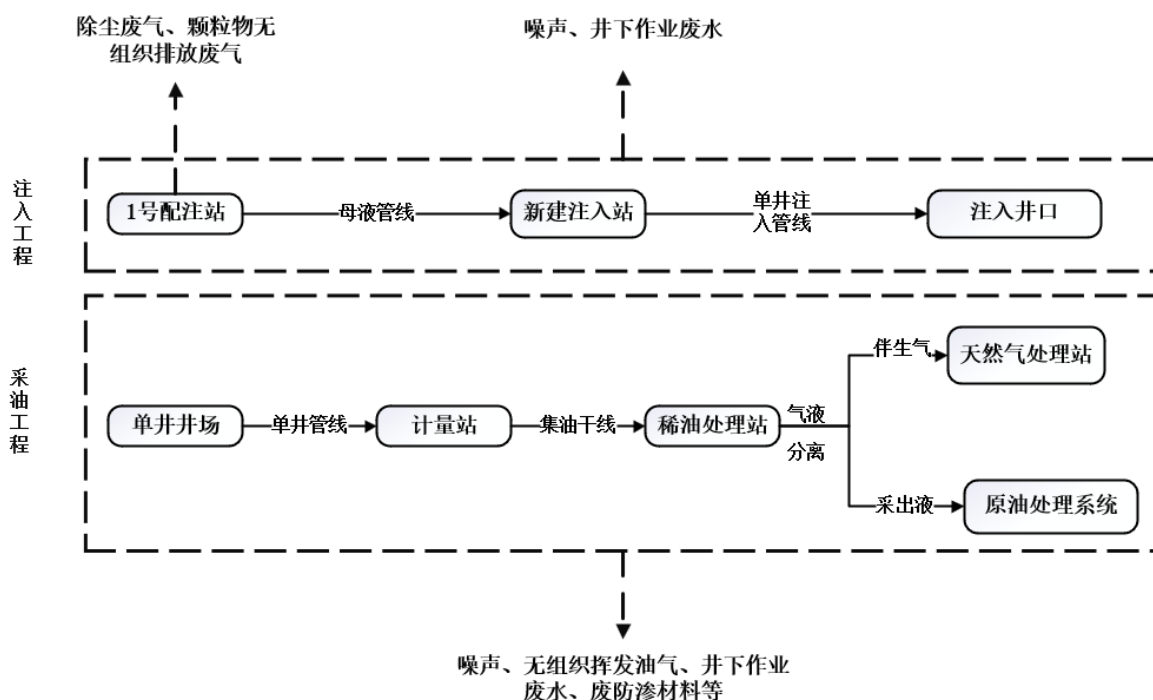 除尘废气、颗粒物无
组织排放废气
噪声、井下作业废水
注入工程
1号配注站
母液管线
新建注入站
单井注
入管线
注入井口
采油工程
单井井场
单井管线
计量站
集油干线
稀油处理站
气液
分离
伴生气
天然气处理站
采出液
原油处理系统
噪声、无组织挥发油气、井下作业
废水、废防渗材料等